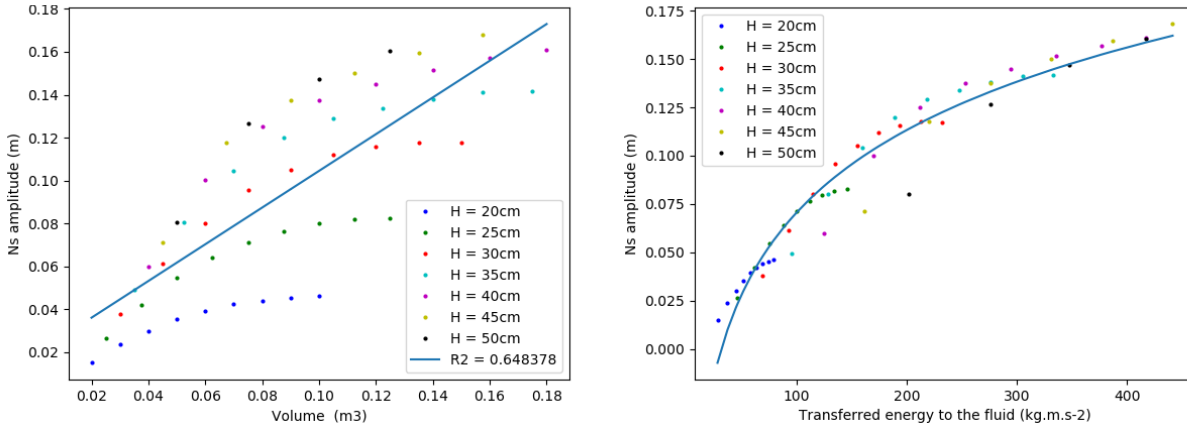 0.18
0.16
0.14
0.12
0.10
0.08
0.06
0.04
0.02
Ns amplitude (m)
H = 20cm
H = 25cm
H = 30cm
H = 35cm
H = 40cm
H = 45cm
H = 50cm
R2 = 0.648378
0.02 0.04 0.06 0.08 0.10 0.12 0.14 0.16 0.18
Volume (m3)
0.175
0.150
0.125
0.100
0.075
0.050
0.025
0.000
Ns amplitude (m)
H = 20cm
H = 25cm
H = 30cm
H = 35cm
H = 40cm
H = 45cm
H = 50cm
100 200 300 400
Transferred energy to the fluid (kg.m.s-2)